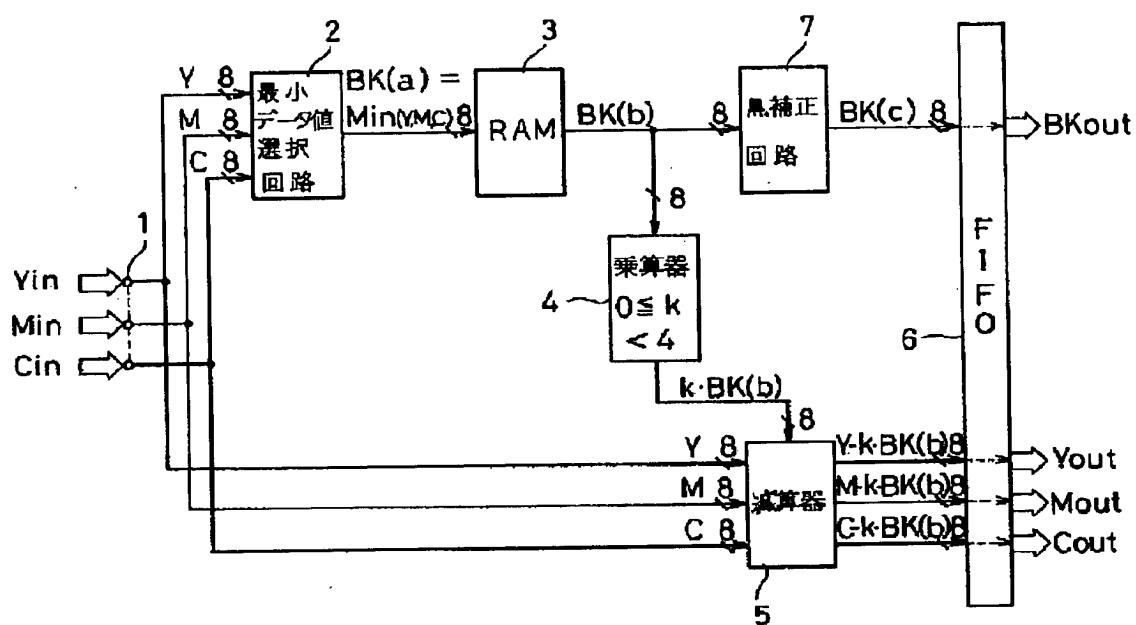 2
3
7
Y 8
M 8
C 8
最小
データ値
選択
回路
BK(a) =
Min(Y,M,C) 8
RAM
BK(b)
8
黒補正
回路
BK(c) 8
BKout
8
1
Yin
Min
Cin
4
乗算器
0≦k
<4
k·BK(b)
8
6
FIFO
Y 8
M 8
C 8
減算器
5
Y-k·BK(b) 8
M-k·BK(b) 8
C-k·BK(b) 8
Yout
Mout
Cout